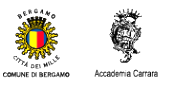 BERGAMO
CITTÀ DEI MILLE
COMUNE DI BERGAMO
Accademia Carrara